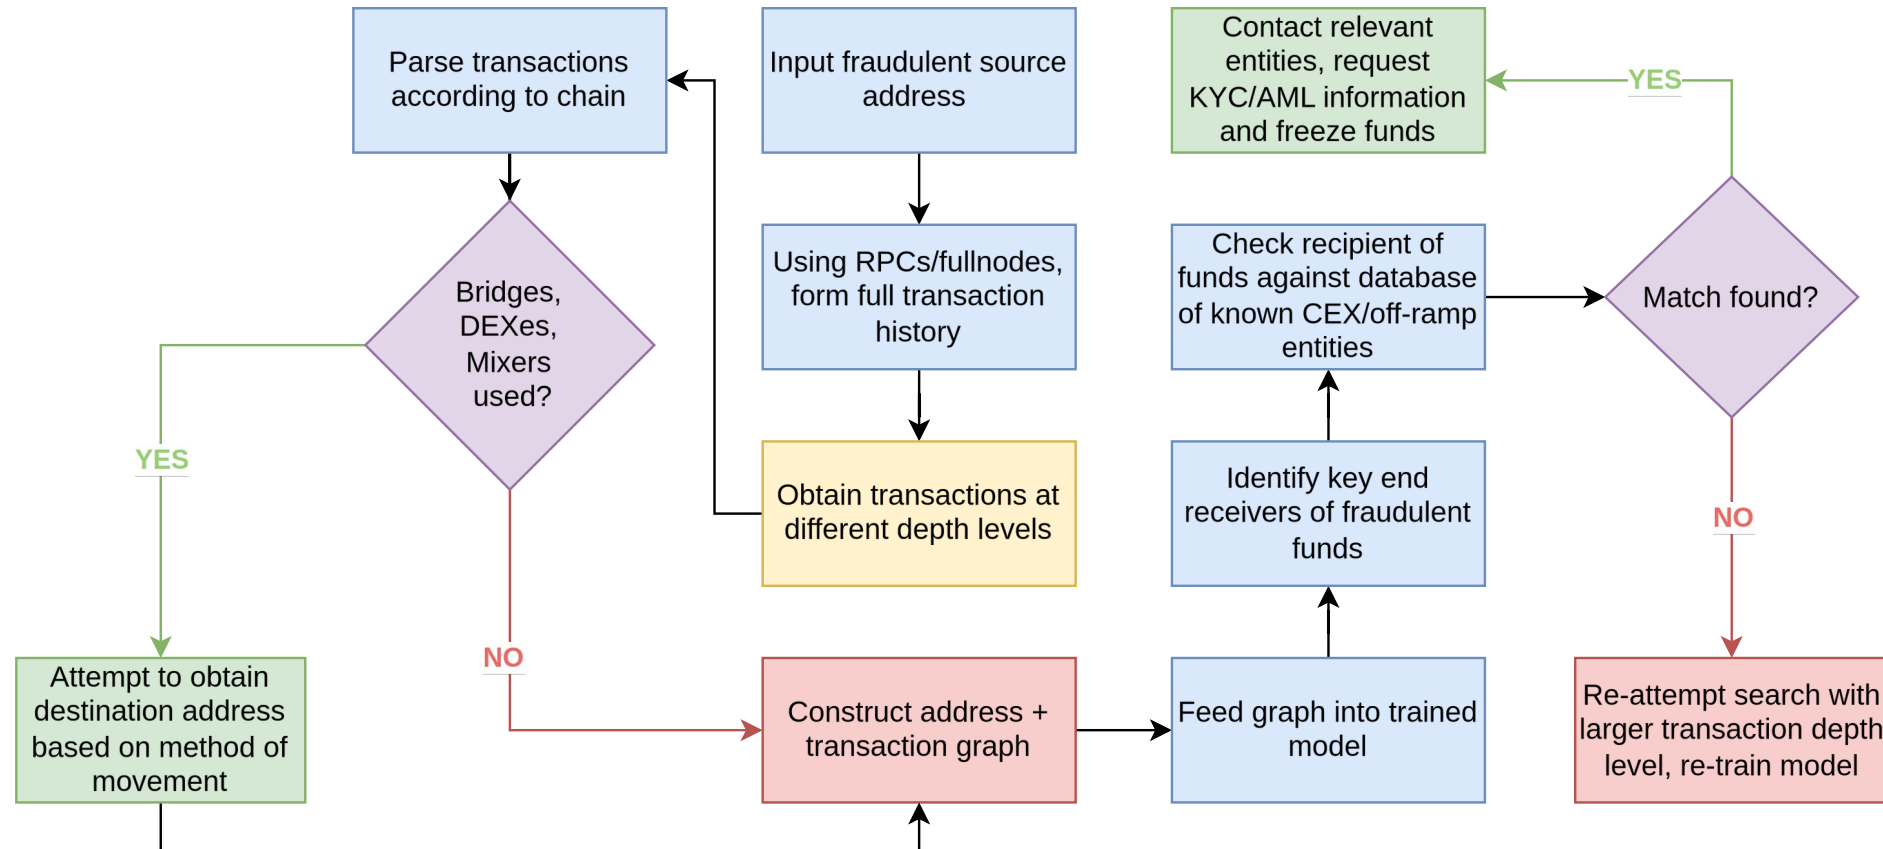 Parse transactions
according to chain
Input fraudulent source
address
Contact relevant
entities, request
KYC/AML information
and freeze funds
YES
Bridges,
DEXes,
Mixers
used?
Using RPCs/fullnodes,
form full transaction
history
Check recipient of
funds against database
of known CEX/off-ramp
entities
Match found?
YES
Obtain transactions at
different depth levels
Identify key end
receivers of fraudulent
funds
NO
NO
Attempt to obtain
destination address
based on method of
movement
Construct address +
transaction graph
Feed graph into trained
model
Re-attempt search with
larger transaction depth
level, re-train model